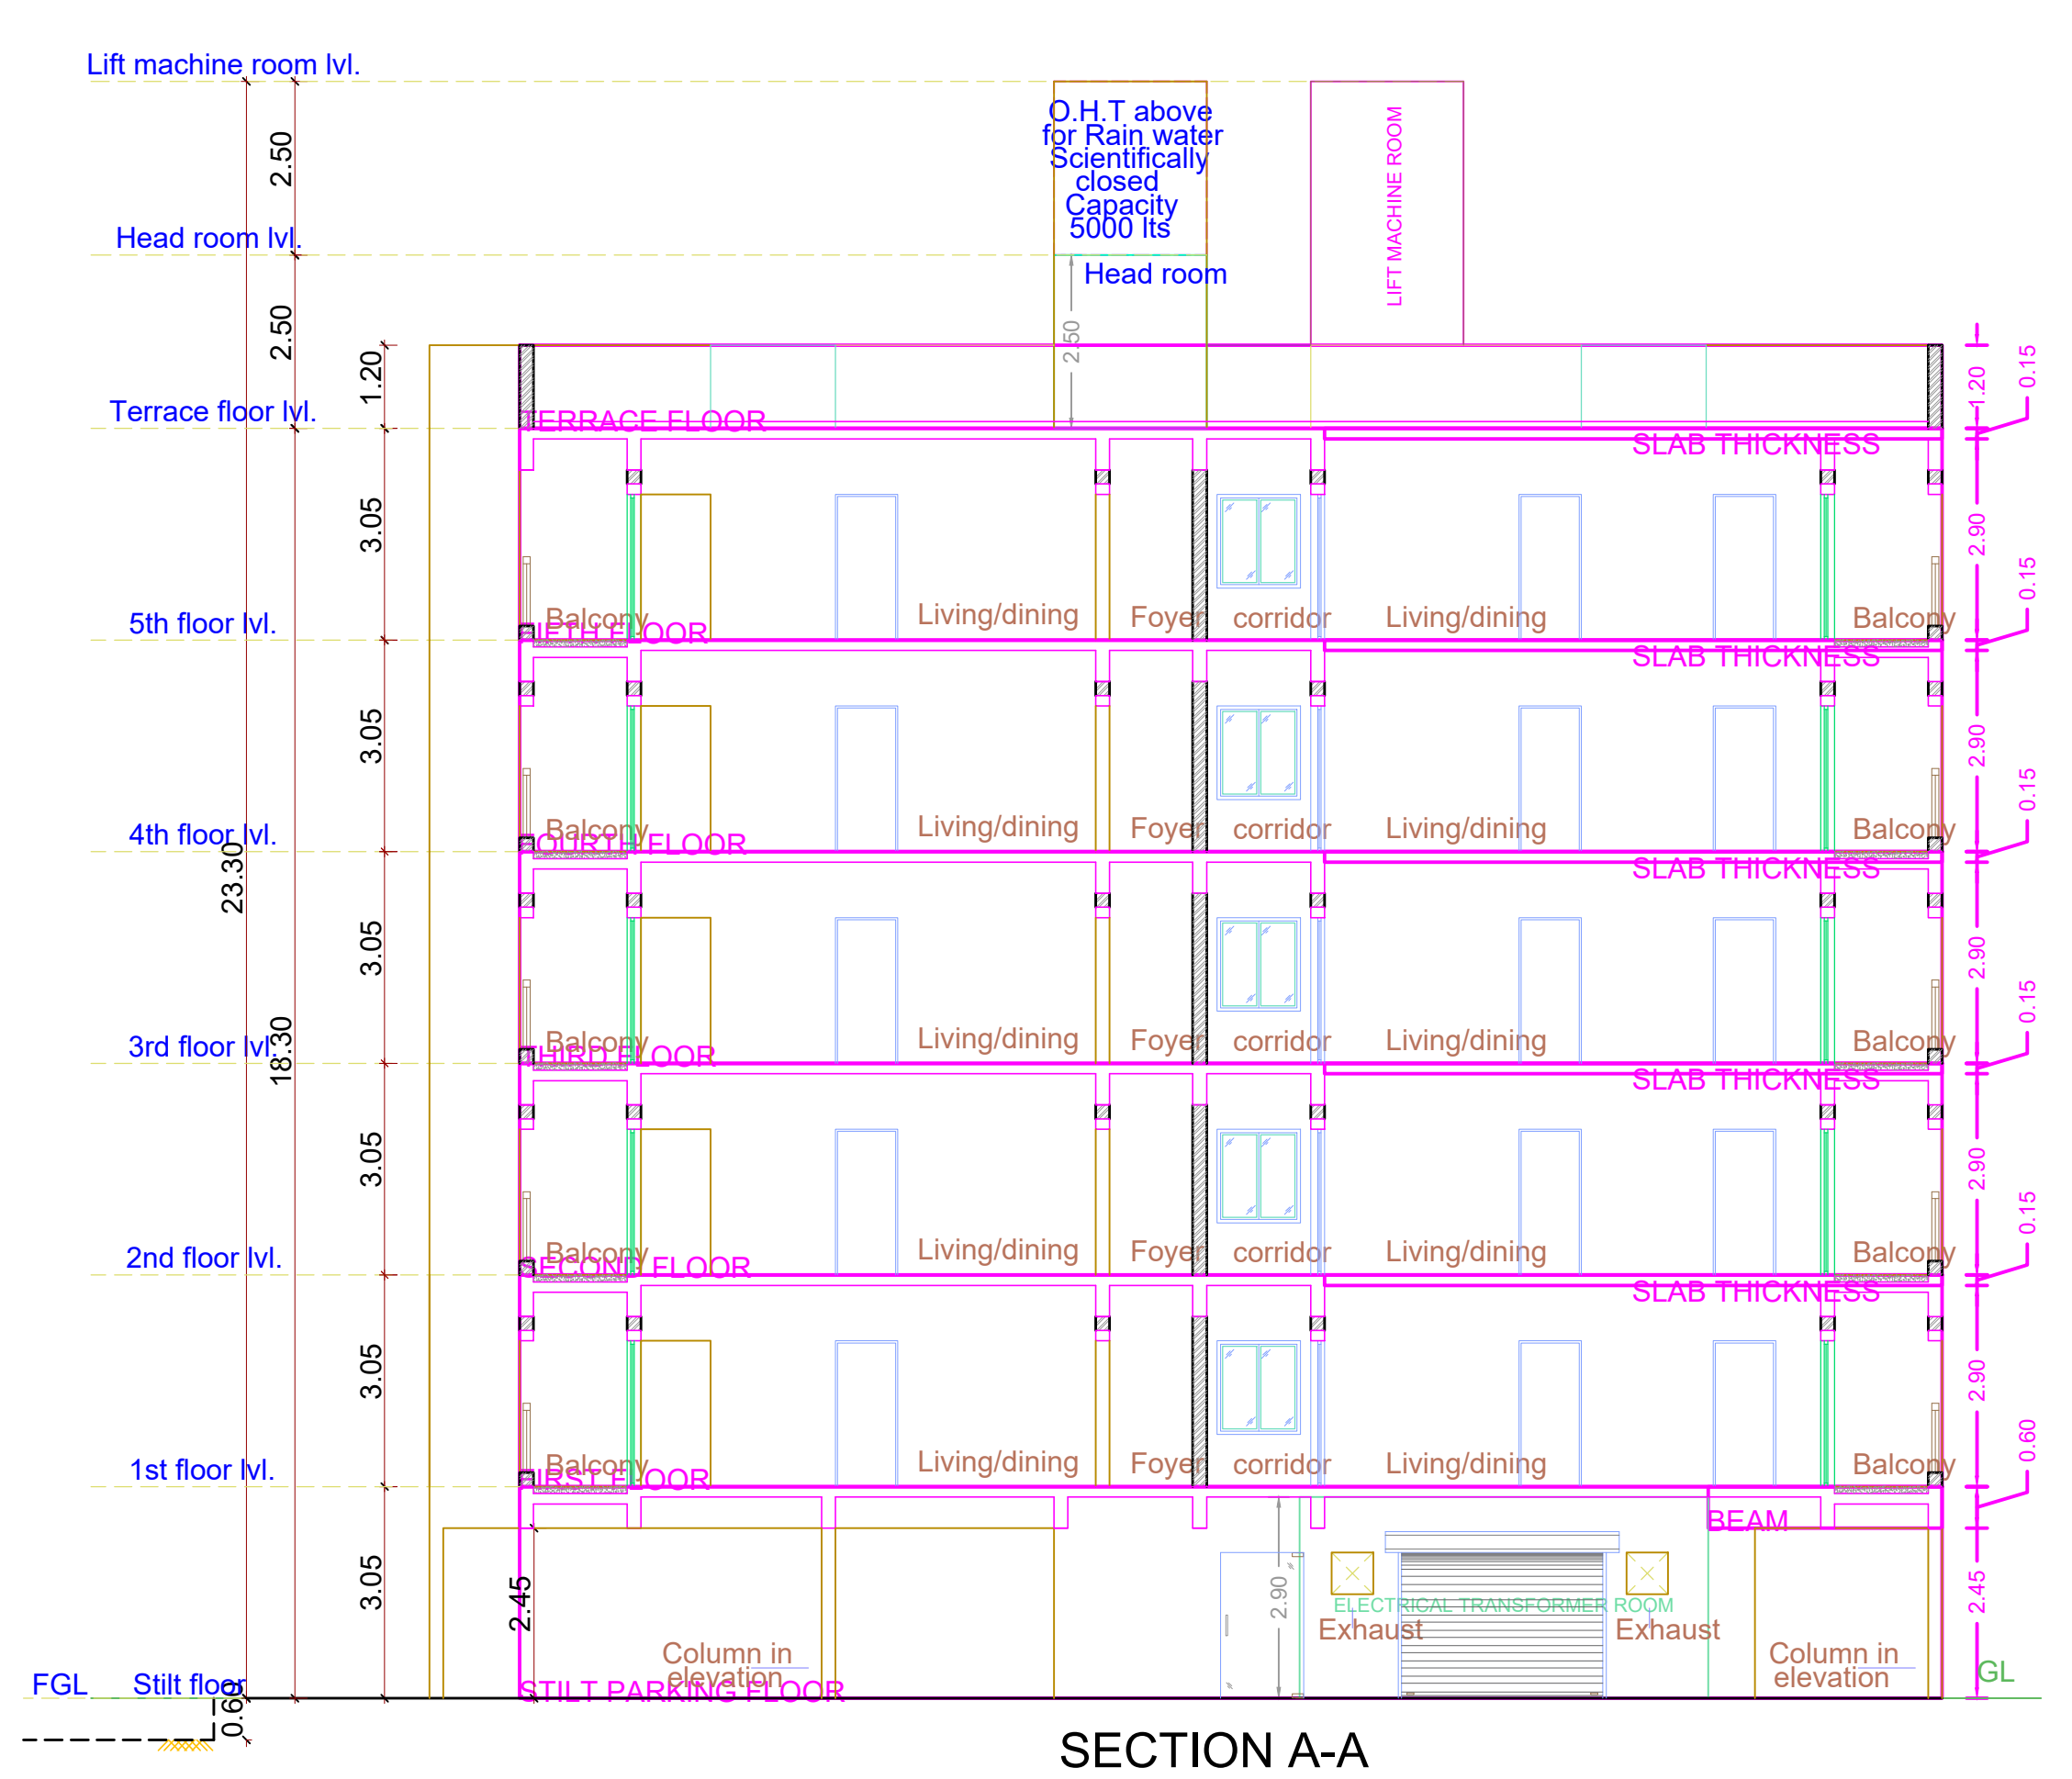 Lift machine room lvl.
2.50
O.H.T above
for Rain water
Scientifically
closed
Capacity
5000 lts
LIFT MACHINE ROOM
Head room lvl.
Head room
2.50
2.50
1.20
1.20
0.15
Terrace floor lvl.
TERRACE FLOOR
SLAB THICKNESS
3.05
2.90
0.15
5th floor lvl.
Balcony
Living/dining
Foyer
corridor
Living/dining
Balcony
FIFTH FLOOR
SLAB THICKNESS
3.05
2.90
0.15
4th floor lvl.
Balcony
Living/dining
Foyer
corridor
Living/dining
Balcony
FOURTH FLOOR
SLAB THICKNESS
23.30
3.05
2.90
0.15
3rd floor lvl.
18.30
Balcony
Living/dining
Foyer
corridor
Living/dining
Balcony
THIRD FLOOR
SLAB THICKNESS
3.05
2.90
0.15
2nd floor lvl.
Balcony
Living/dining
Foyer
corridor
Living/dining
Balcony
SECOND FLOOR
SLAB THICKNESS
3.05
2.90
0.60
1st floor lvl.
Balcony
Living/dining
Foyer
corridor
Living/dining
Balcony
FIRST FLOOR
BEAM
3.05
2.45
2.90
ELECTRICAL TRANSFORMER ROOM
2.45
Exhaust
Exhaust
Column in
elevation
Column in
elevation
FGL
Stilt floor
GL
STILT PARKING FLOOR
0.60
SECTION A-A